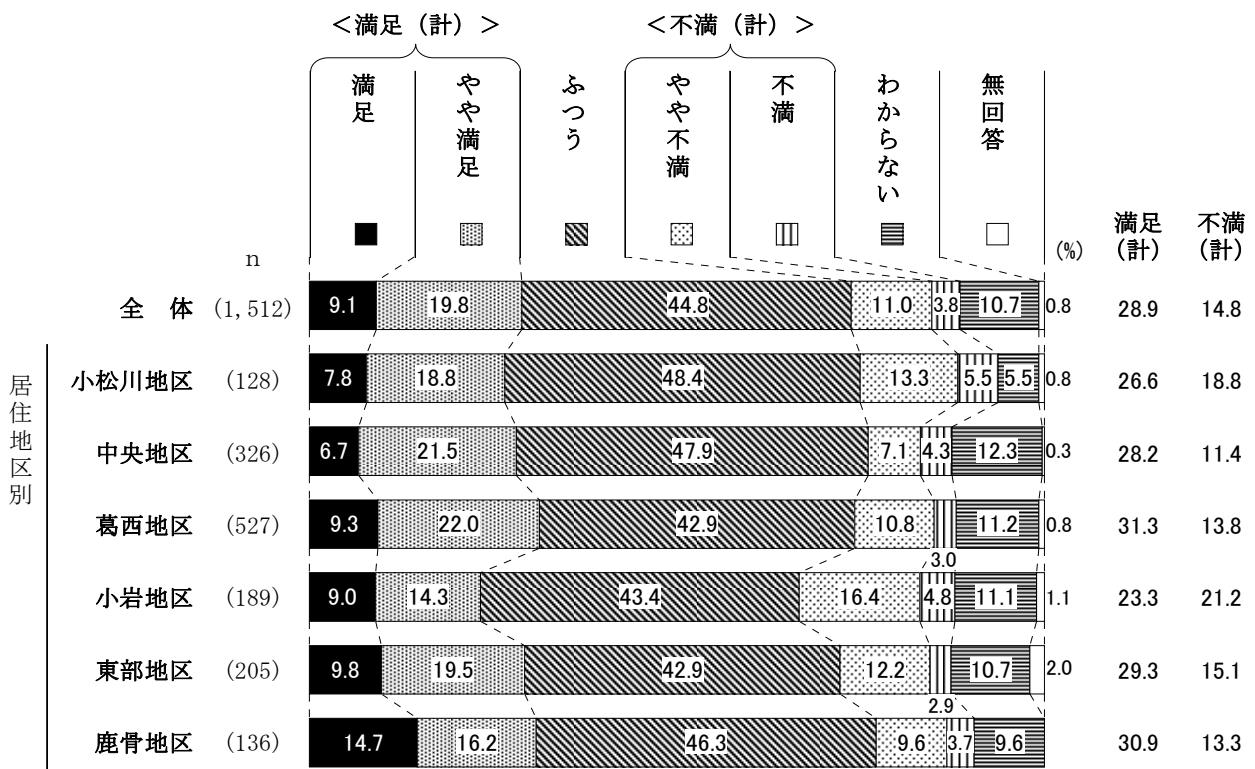 ＜満足（計）＞ ＜不満（計）＞
満足 やや満足 ふつう やや不満 不満 わからない 無回答
n (%) 満足（計） 不満（計）
全 体 (1,512) 9.1 19.8 44.8 11.0 3.8 10.7 0.8 28.9 14.8
居住地区別
小松川地区 (128) 7.8 18.8 48.4 13.3 5.5 5.5 0.8 26.6 18.8
中央地区 (326) 6.7 21.5 47.9 7.1 4.3 12.3 0.3 28.2 11.4
葛西地区 (527) 9.3 22.0 42.9 10.8 3.0 11.2 0.8 31.3 13.8
小岩地区 (189) 9.0 14.3 43.4 16.4 4.8 11.1 1.1 23.3 21.2
東部地区 (205) 9.8 19.5 42.9 12.2 2.9 10.7 2.0 29.3 15.1
鹿骨地区 (136) 14.7 16.2 46.3 9.6 3.7 9.6 30.9 13.3